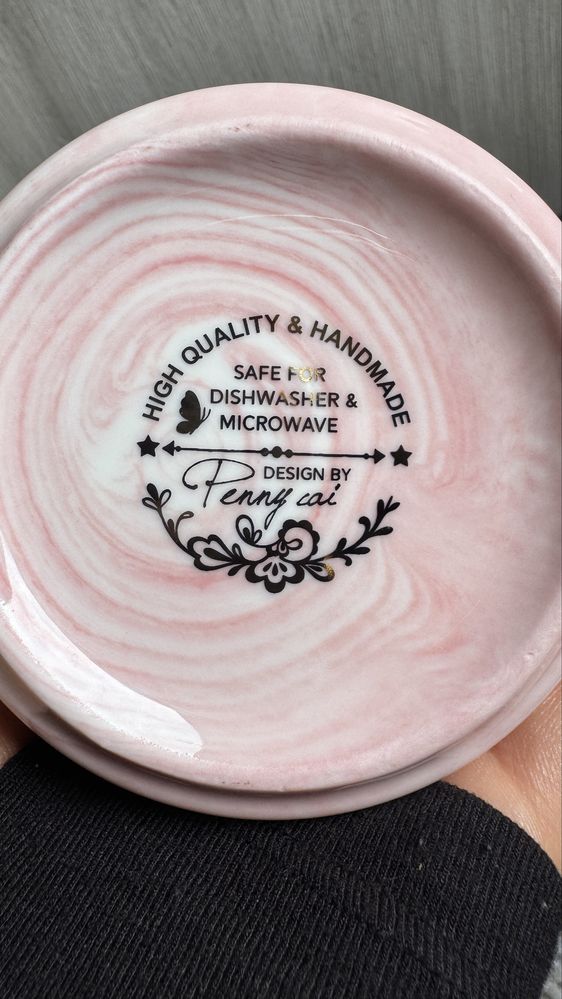 HIGH QUALITY & HANDMADE
SAFE FOR
DISHWASHER &
MICROWAVE
DESIGN BY
Penny cai